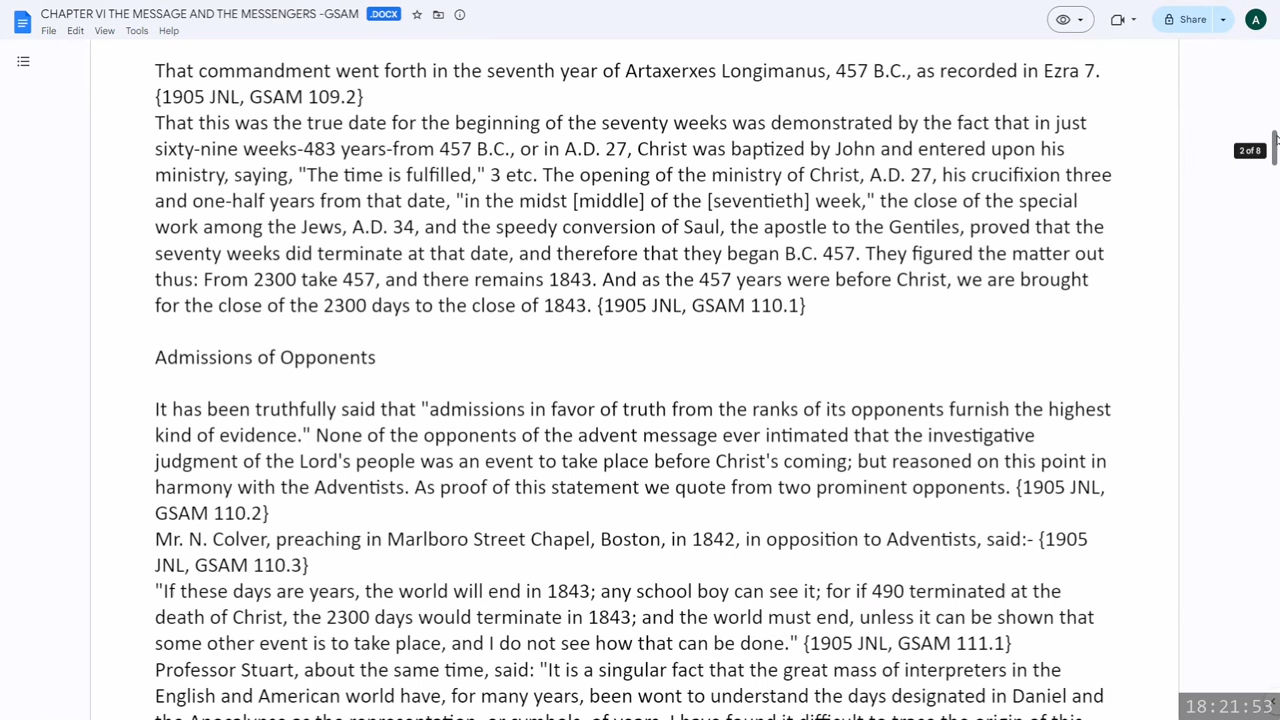 CHAPTER VI THE MESSAGE AND THE MESSENGERS -GSAM .DOCX
File Edit View Tools Help
Share
A
That commandment went forth in the seventh year of Artaxerxes Longimanus, 457 B.C., as recorded in Ezra 7.
{1905 JNL, GSAM 109.2}
That this was the true date for the beginning of the seventy weeks was demonstrated by the fact that in just
sixty-nine weeks-483 years-from 457 B.C., or in A.D. 27, Christ was baptized by John and entered upon his
2 of 8
ministry, saying, "The time is fulfilled," 3 etc. The opening of the ministry of Christ, A.D. 27, his crucifixion three
and one-half years from that date, "in the midst [middle] of the [seventieth] week," the close of the special
work among the Jews, A.D. 34, and the speedy conversion of Saul, the apostle to the Gentiles, proved that the
seventy weeks did terminate at that date, and therefore that they began B.C. 457. They figured the matter out
thus: From 2300 take 457, and there remains 1843. And as the 457 years were before Christ, we are brought
for the close of the 2300 days to the close of 1843. {1905 JNL, GSAM 110.1}
Admissions of Opponents
It has been truthfully said that "admissions in favor of truth from the ranks of its opponents furnish the highest
kind of evidence." None of the opponents of the advent message ever intimated that the investigative
judgment of the Lord's people was an event to take place before Christ's coming; but reasoned on this point in
harmony with the Adventists. As proof of this statement we quote from two prominent opponents. {1905 JNL,
GSAM 110.2}
Mr. N. Colver, preaching in Marlboro Street Chapel, Boston, in 1842, in opposition to Adventists, said:- {1905
JNL, GSAM 110.3}
"If these days are years, the world will end in 1843; any school boy can see it; for if 490 terminated at the
death of Christ, the 2300 days would terminate in 1843; and the world must end, unless it can be shown that
some other event is to take place, and I do not see how that can be done." {1905 JNL, GSAM 111.1}
Professor Stuart, about the same time, said: "It is a singular fact that the great mass of interpreters in the
English and American world have, for many years, been wont to understand the days designated in Daniel and
the Apocalypse as the representation, or symbols, of years. I have found it difficult to trace the origin of this
18:21:53